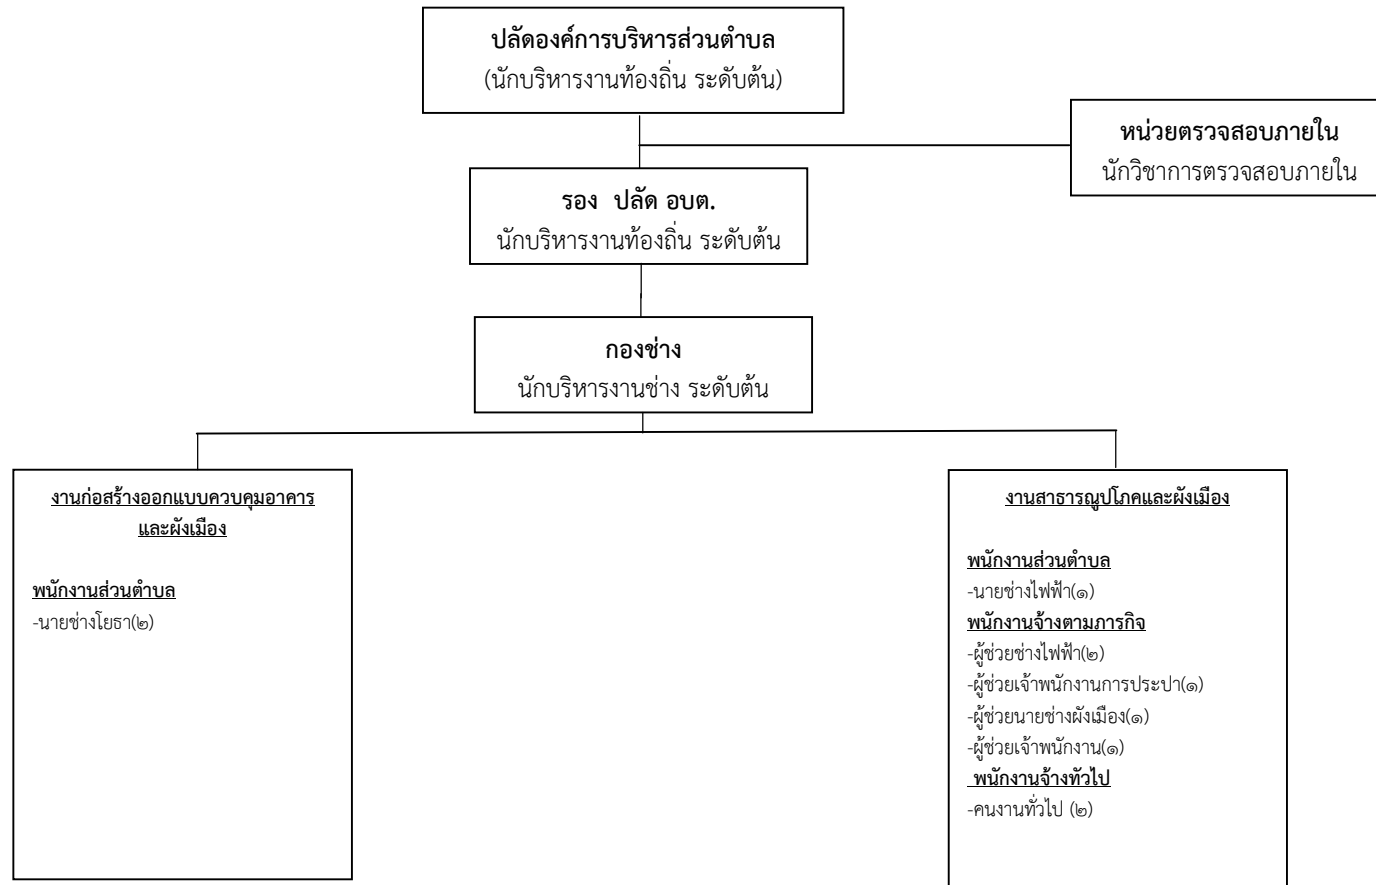 ปลัดองค์การบริหารส่วนตำบล
(นักบริหารงานท้องถิ่น ระดับต้น)
หน่วยตรวจสอบภายใน
นักวิชาการตรวจสอบภายใน
รอง ปลัด อบต.
นักบริหารงานท้องถิ่น ระดับต้น
กองช่าง
นักบริหารงานช่าง ระดับต้น
งานก่อสร้างออกแบบควบคุมอาคาร
และผังเมือง
พนักงานส่วนตำบล
-นายช่างโยธา(๒)
งานสาธารณูปโภคและผังเมือง
พนักงานส่วนตำบล
-นายช่างไฟฟ้า(๑)
พนักงานจ้างตามภารกิจ
-ผู้ช่วยช่างไฟฟ้า(๒)
-ผู้ช่วยเจ้าพนักงานการประปา(๑)
-ผู้ช่วยนายช่างผังเมือง(๑)
-ผู้ช่วยเจ้าพนักงาน(๑)
พนักงานจ้างทัวไป
-คนงานทั่วไป (๒)